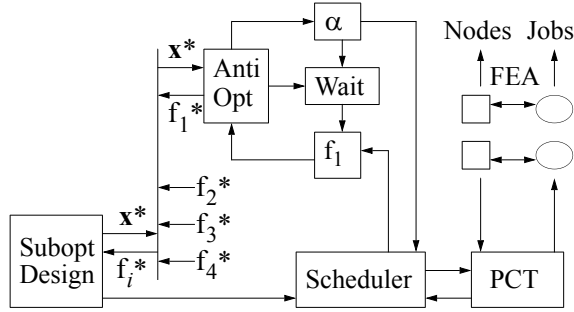 α
Nodes Jobs
x*
Anti
Opt
Wait
FEA
f1*
f1
f2*
x*
f3*
Subopt
Design
fi*
f4*
Scheduler
PCT